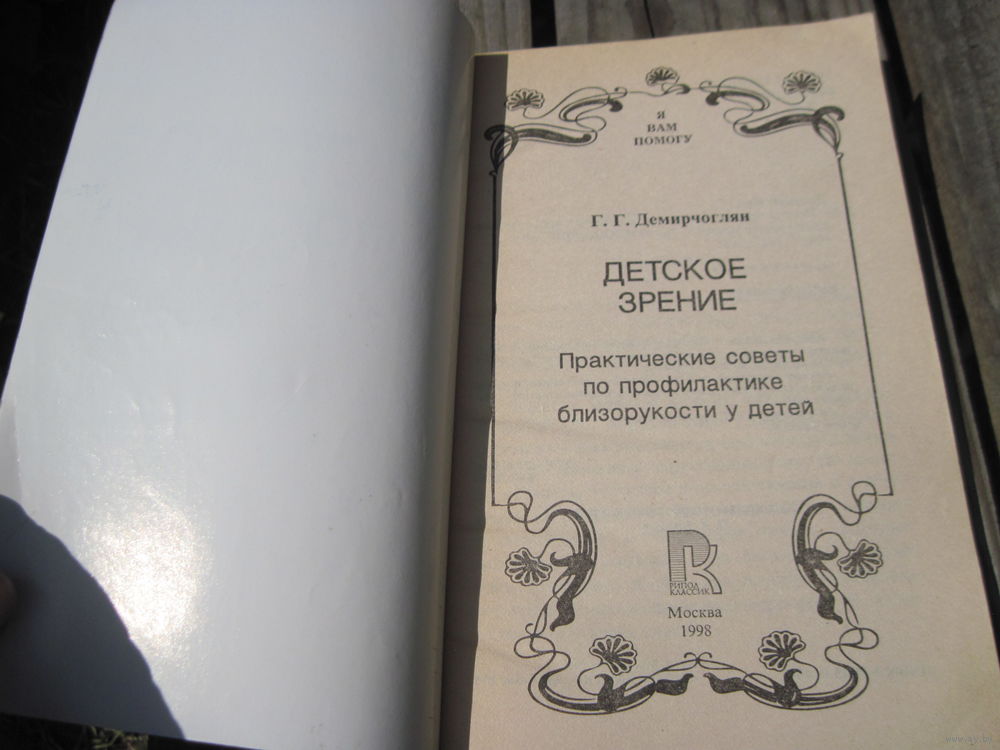 Я
ВАМ
ПОМОГУ
Г. Г. Демирчоглян
ДЕТСКОЕ
ЗРЕНИЕ
Практические советы
по профилактике
близорукости у детей
РИПОЛ
КЛАССИК
Москва
1998